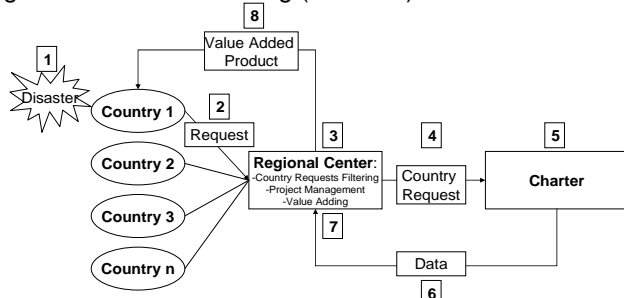 8
Value Added
Product
1
Disaster
Country 1
2
Request
3
4
5
Country 2
Regional Center:
-Country Requests Filtering
-Project Management
-Value Adding
Country
Request
Charter
Country 3
7
Country n
Data
6